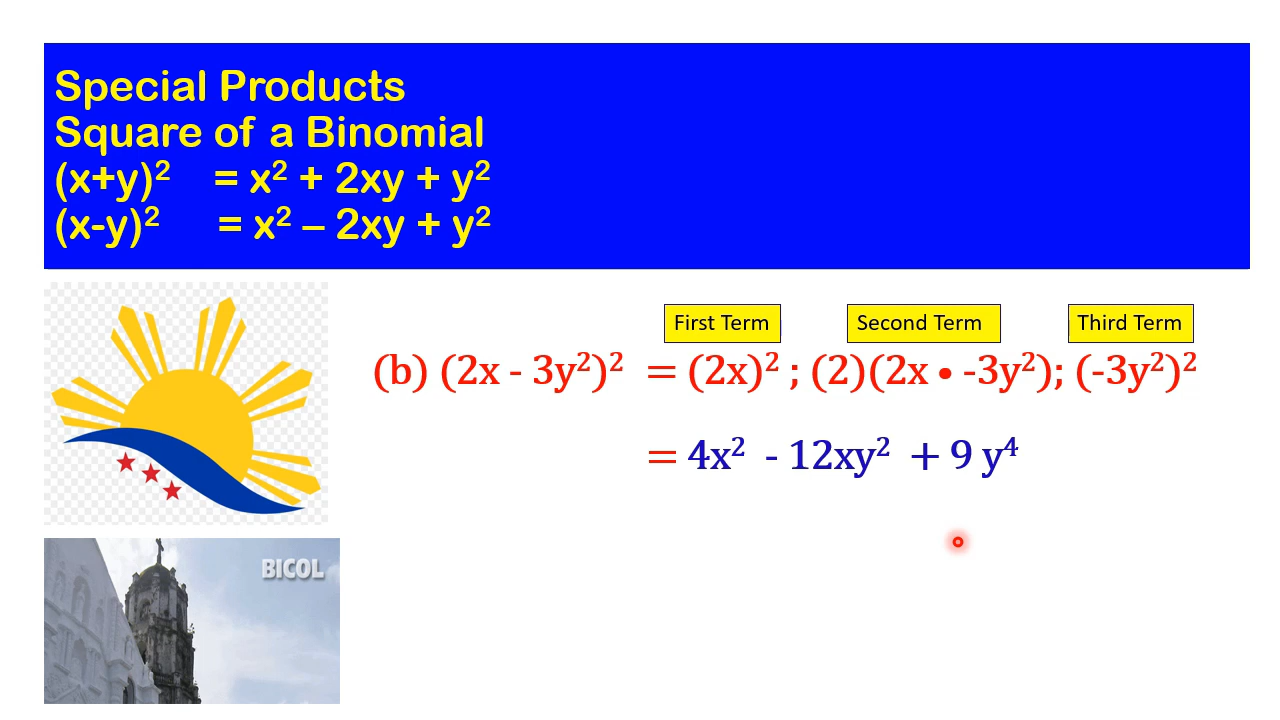 Special Products
Square of a Binomial
(x+y)² = x² + 2xy + y²
(x-y)² = x² – 2xy + y²
First Term Second Term Third Term
(b) (2x - 3y²)² = (2x)² ; (2)(2x • -3y²); (-3y²)²
= 4x² - 12xy² + 9 y⁴
BICOL